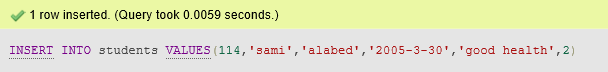 1 row inserted. (Query took 0.0059 seconds.)
INSERT INTO students VALUES(114,'sami','alabed','2005-3-30','good health',2)